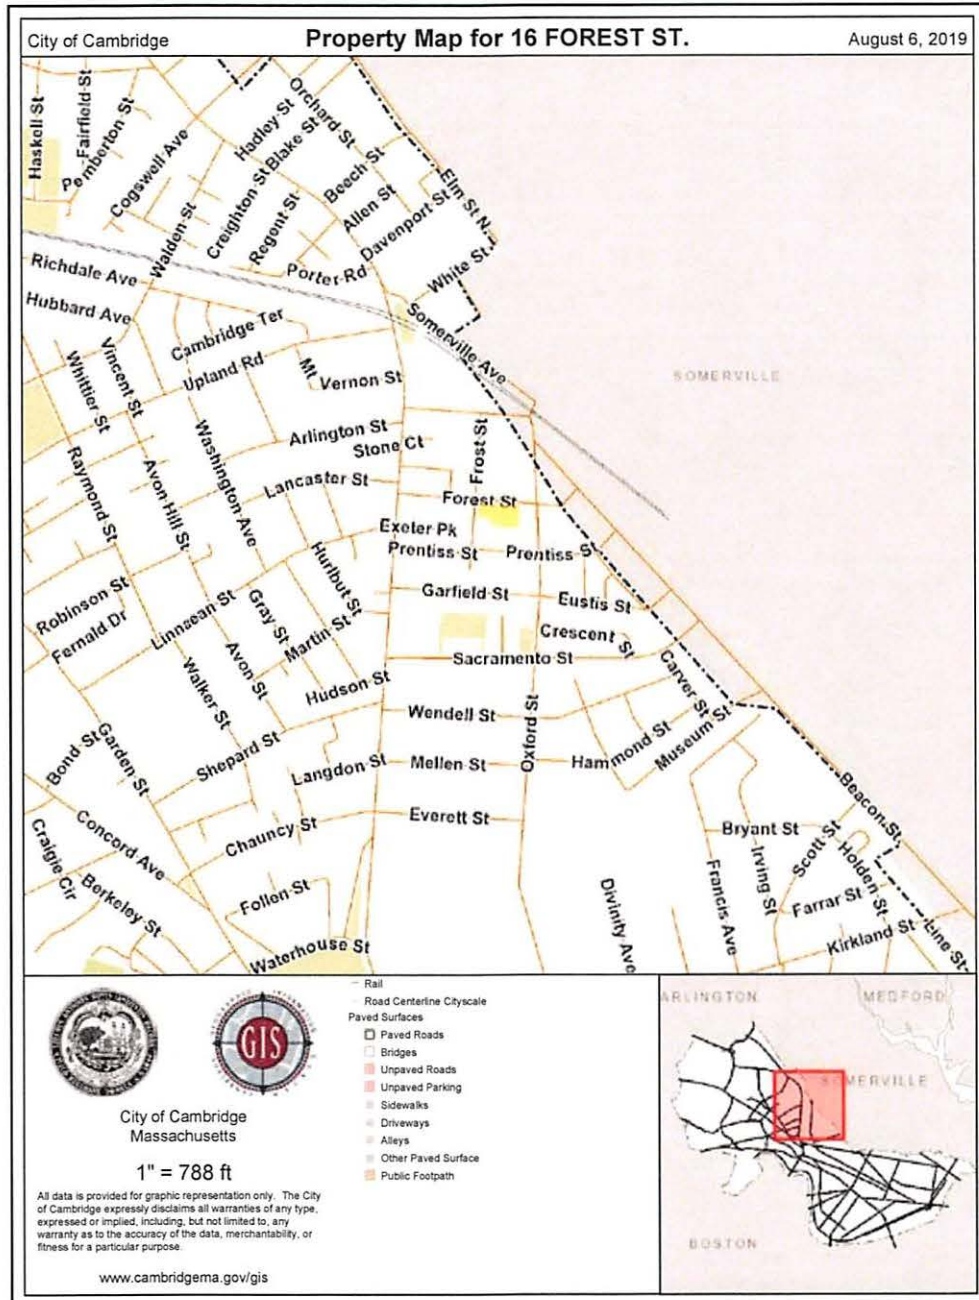 City of Cambridge
Property Map for 16 FOREST ST.
August 6, 2019
Haskell St
Fairfield St
Pemberton St
Cogswell Ave
Hadley St
Orchard St
Blake St
Creighton St
Regent St
Beech St
Allen St
Davenport St
Elm St N.
Walden St
Porter Rd
White St
Richdale Ave
Hubbard Ave
Cambridge Ter
Somerville Ave
SOMERVILLE
Upland Rd
Mt
Vernon St
Whittier St
Vincent St
Washington Ave
Arlington St
Stone Ct
Frost St
Raymond St
Avon Hill St
Lancaster St
Forest St
Exeter Pk
Prentiss St
Prentiss St
Hurlbut St
Robinson St
Fernald Dr
Linnaean St
Gray St
Martin St
Garfield St
Eustis St
Crescent St
Sacramento St
Avon St
Walker St
Hudson St
Carver St
Wendell St
Oxford St
Hammond St
Museum St
Bond St
Garden St
Shepard St
Langdon St
Mellen St
Concord Ave
Craigie Cir
Berkeley St
Chauncy St
Everett St
Beacon St
Bryant St
Scott St
Holden St
Irving St
Francis Ave
Farrar St
Follen St
Divinity Ave
Kirkland St
Line St
Waterhouse St
GIS
City of Cambridge
Massachusetts
1" = 788 ft
All data is provided for graphic representation only. The City
of Cambridge expressly disclaims all warranties of any type,
expressed or implied, including, but not limited to, any
warranty as to the accuracy of the data, merchantability, or
fitness for a particular purpose.
www.cambridgema.gov/gis
Rail
Road Centerline Cityscale
Paved Surfaces
Paved Roads
Bridges
Unpaved Roads
Unpaved Parking
Sidewalks
Driveways
Alleys
Other Paved Surface
Public Footpath
ARLINGTON
MEDFORD
SOMERVILLE
BOSTON